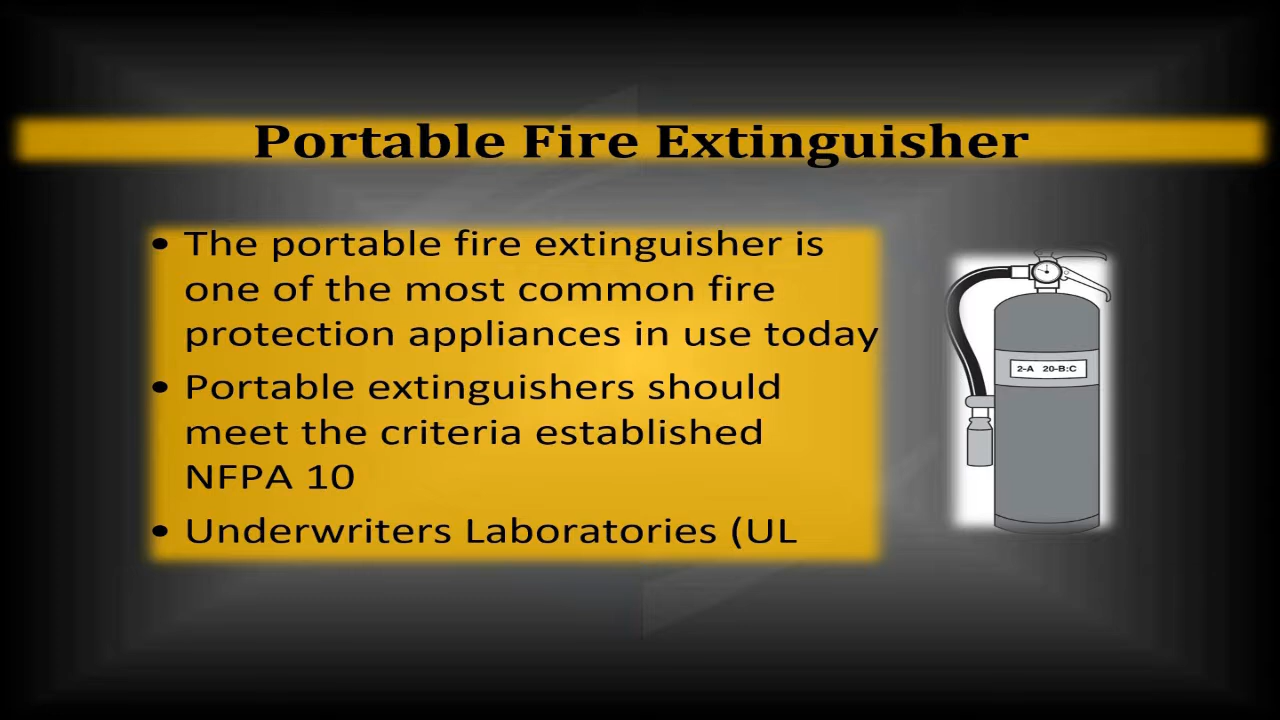 Portable Fire Extinguisher
• The portable fire extinguisher is
one of the most common fire
protection appliances in use today
• Portable extinguishers should
meet the criteria established
NFPA 10
• Underwriters Laboratories (UL
2-A 20-B:C